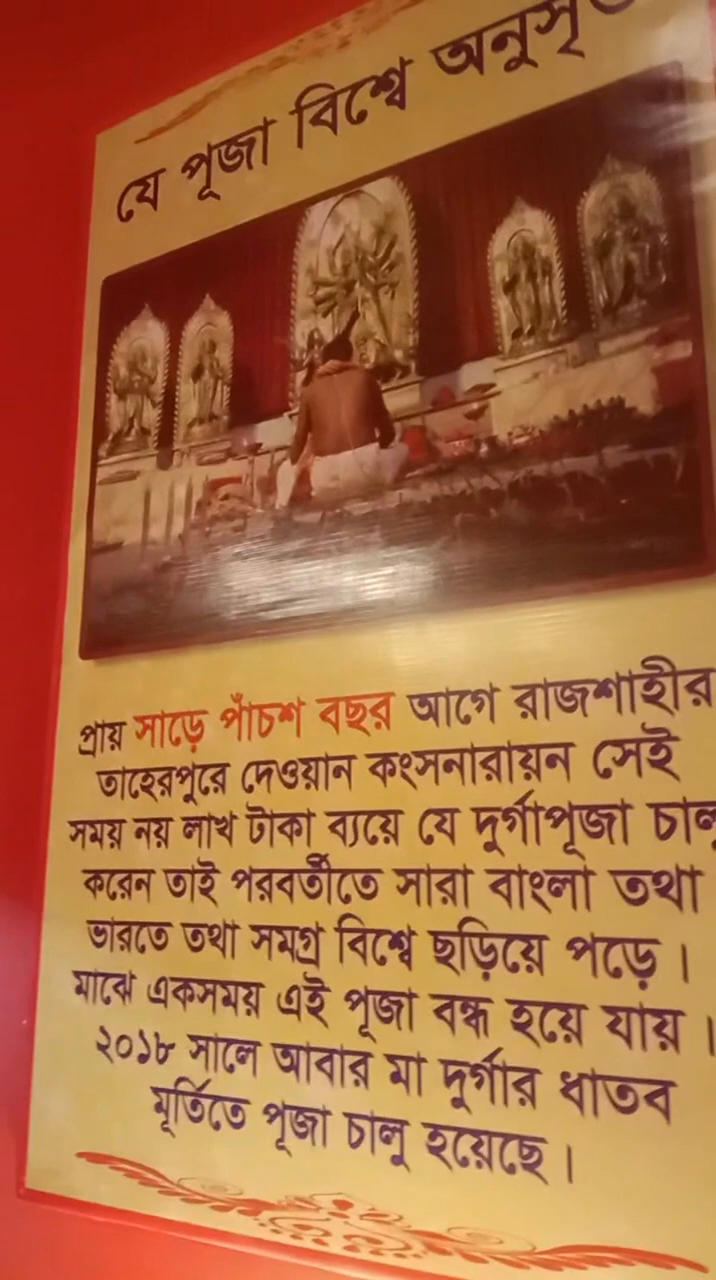 যে পূজা বিশ্বে
প্রায় সাড়ে পাঁচশ বছর আগে রাজশাহীর
তাহেরপুরে দেওয়ান কংসনারায়ন সেই
সময় নয় লাখ টাকা ব্যয়ে যে দুর্গাপূজা চালু
করেন তাই পরবর্তীতে সারা বাংলা তথা
ভারতে তথা সমগ্র বিশ্বে ছড়িয়ে পড়ে।
মাঝে একসময় এই পূজা বন্ধ হয়ে যায়।
২০১৮ সালে আবার মা দুর্গার ধাতব
মূর্তিতে পূজা চালু হয়েছে।